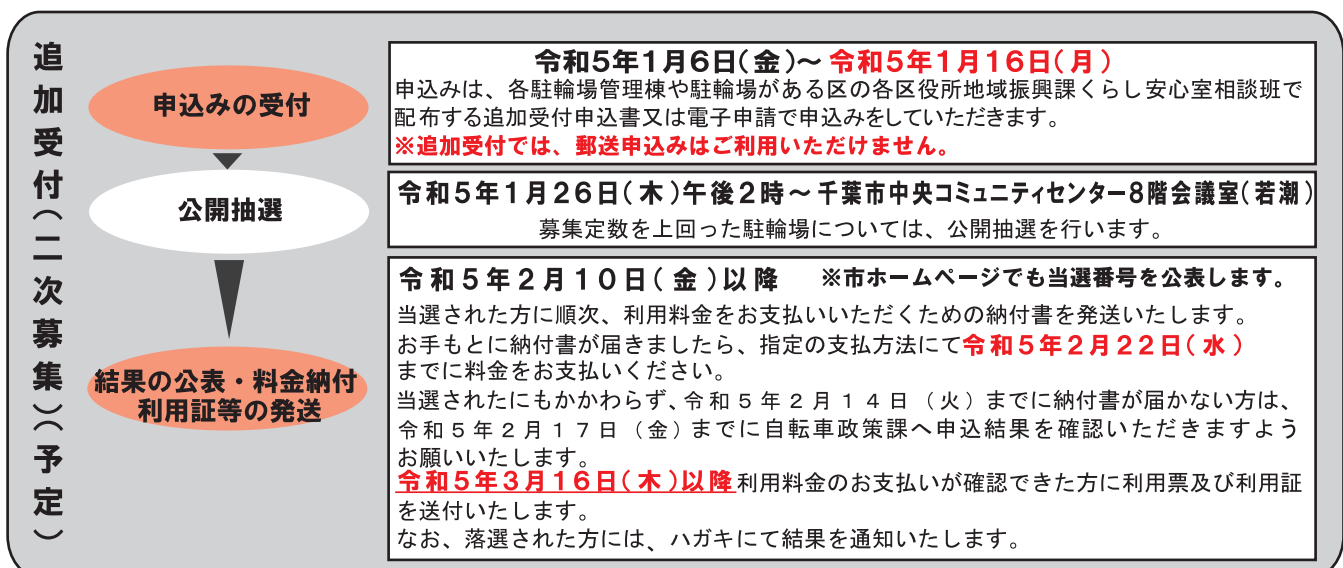 追加受付（二次募集）（予定）
申込みの受付
令和5年1月6日（金）～令和5年1月16日（月）
申込みは、各駐輪場管理棟や駐輪場がある区の各区役所地域振興課くらし安心室相談班で
配布する追加受付申込書又は電子申請で申込みをしていただきます。
※追加受付では、郵送申込みはご利用いただけません。
公開抽選
令和5年1月26日（木）午後2時～千葉市中央コミュニティセンター8階会議室（若潮）
募集定数を上回った駐輪場については、公開抽選を行います。
結果の公表・料金納付
利用証等の発送
令和5年2月10日（金）以降　※市ホームページでも当選番号を公表します。
当選された方に順次、利用料金をお支払いいただくための納付書を発送いたします。
お手もとに納付書が届きましたら、指定の支払方法にて令和5年2月22日（水）
までに料金をお支払いください。
当選されたにもかかわらず、令和5年2月14日（火）までに納付書が届かない方は、
令和5年2月17日（金）までに自転車政策課へ申込結果を確認いただきますよう
お願いいたします。
令和5年3月16日（木）以降利用料金のお支払いが確認できた方に利用票及び利用証
を送付いたします。
なお、落選された方には、ハガキにて結果を通知いたします。